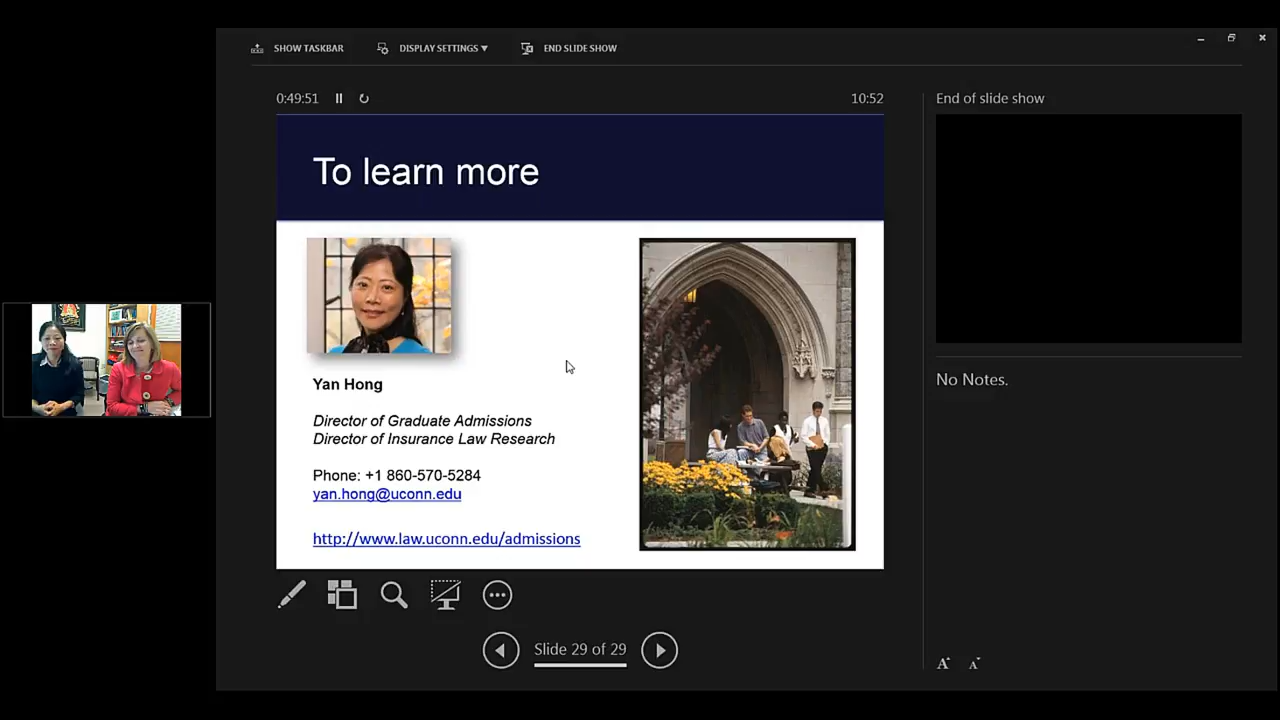 SHOW TASKBAR
DISPLAY SETTINGS ▼
END SLIDE SHOW
0:49:51
10:52
End of slide show
To learn more
Yan Hong
Director of Graduate Admissions
Director of Insurance Law Research
Phone: +1 860-570-5284
yan.hong@uconn.edu
http://www.law.uconn.edu/admissions
No Notes.
Slide 29 of 29
A A